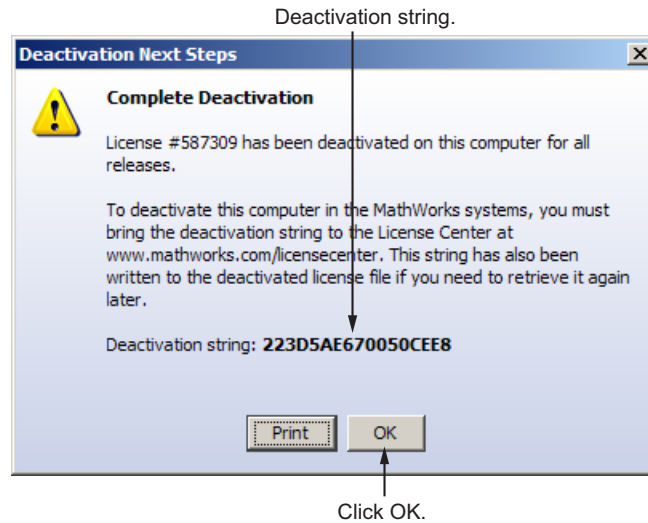 Deactivation string.
Deactivation Next Steps
Complete Deactivation
License #587309 has been deactivated on this computer for all
releases.
To deactivate this computer in the MathWorks systems, you must
bring the deactivation string to the License Center at
www.mathworks.com/licensecenter. This string has also been
written to the deactivated license file if you need to retrieve it again
later.
Deactivation string: 223D5AE670050CEE8
Print OK
Click OK.